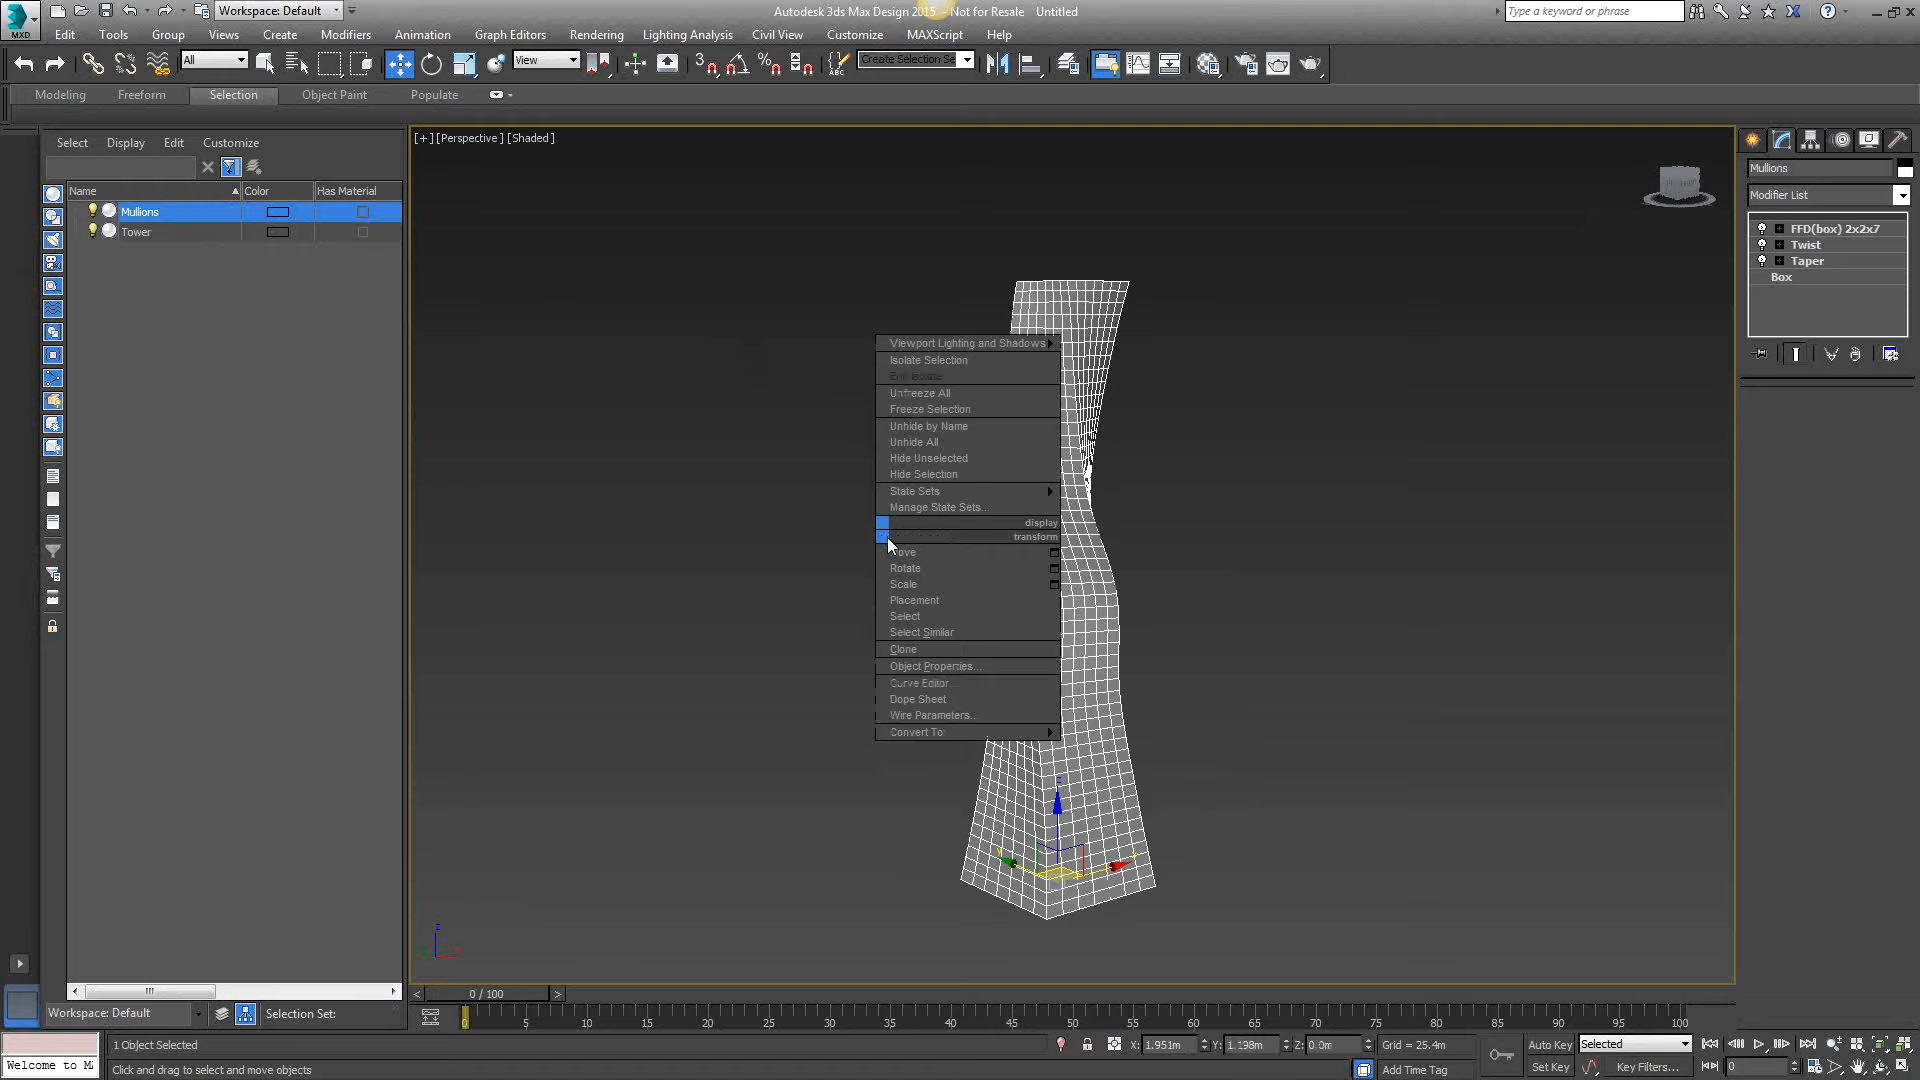 Workspace: Default
Autodesk 3ds Max Design 2015 - Not for Resale Untitled
Type a keyword or phrase
MXD
Edit Tools Group Views Create Modifiers Animation Graph Editors Rendering Lighting Analysis Civil View Customize MAXScript Help
All
View
3
ABC
Create Selection Se
Modeling Freeform Selection Object Paint Populate
Select Display Edit Customize
Name Color Has Material
Mullions
Tower
[+] [Perspective] [Shaded]
Viewport Lighting and Shadows
Isolate Selection
Unfreeze All
Freeze Selection
Unhide by Name
Unhide All
Hide Unselected
Hide Selection
State Sets
Manage State Sets...
display
transform
Move
Rotate
Scale
Placement
Select
Select Similar
Clone
Object Properties...
Curve Editor
Dope Sheet
Wire Parameters...
Convert To:
z
Mullions
Modifier List
FFD(box) 2x2x7
Twist
Taper
Box
Workspace: Default
Selection Set:
< 0 / 100 >
0 5 10 15 20 25 30 35 40 45 50 55 60 65 70 75 80 85 90 95 100
1 Object Selected
X: 1.951m Y: 1.198m Z: 0.0m
Grid = 25.4m
Auto Key
Selected
Welcome to M
Click and drag to select and move objects
Add Time Tag
Set Key
Key Filters...
0